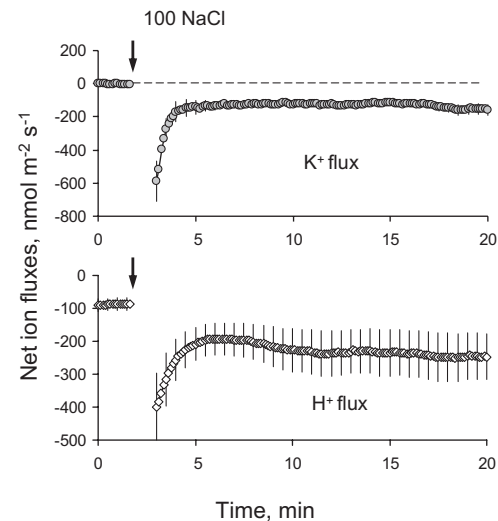 100 NaCl
Net ion fluxes, nmol m⁻² s⁻¹
200
0
-200
-400
-600
-800
K⁺ flux
0 5 10 15 20
0
-100
-200
-300
-400
-500
H⁺ flux
0 5 10 15 20
Time, min